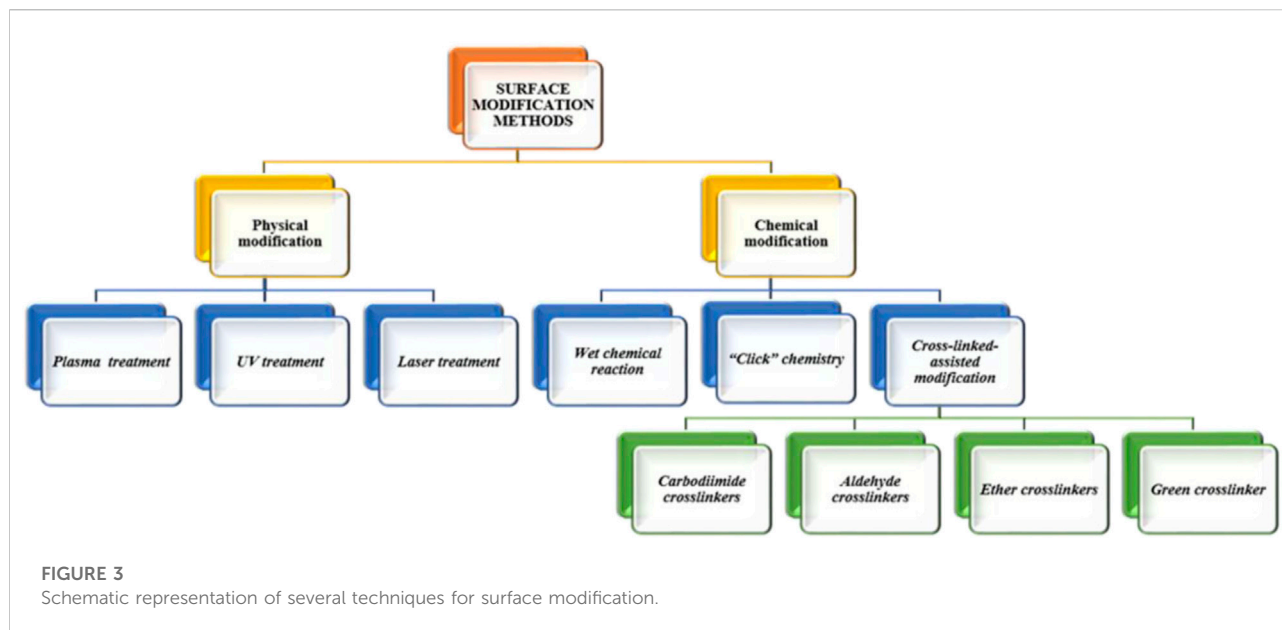 SURFACE
MODIFICATION
METHODS
Physical
modification
Chemical
modification
Plasma treatment
UV treatment
Laser treatment
Wet chemical
reaction
“Click” chemistry
Cross-linked-
assisted
modification
Carbodiimide
crosslinkers
Aldehyde
crosslinkers
Ether crosslinkers
Green crosslinker
FIGURE 3
Schematic representation of several techniques for surface modification.